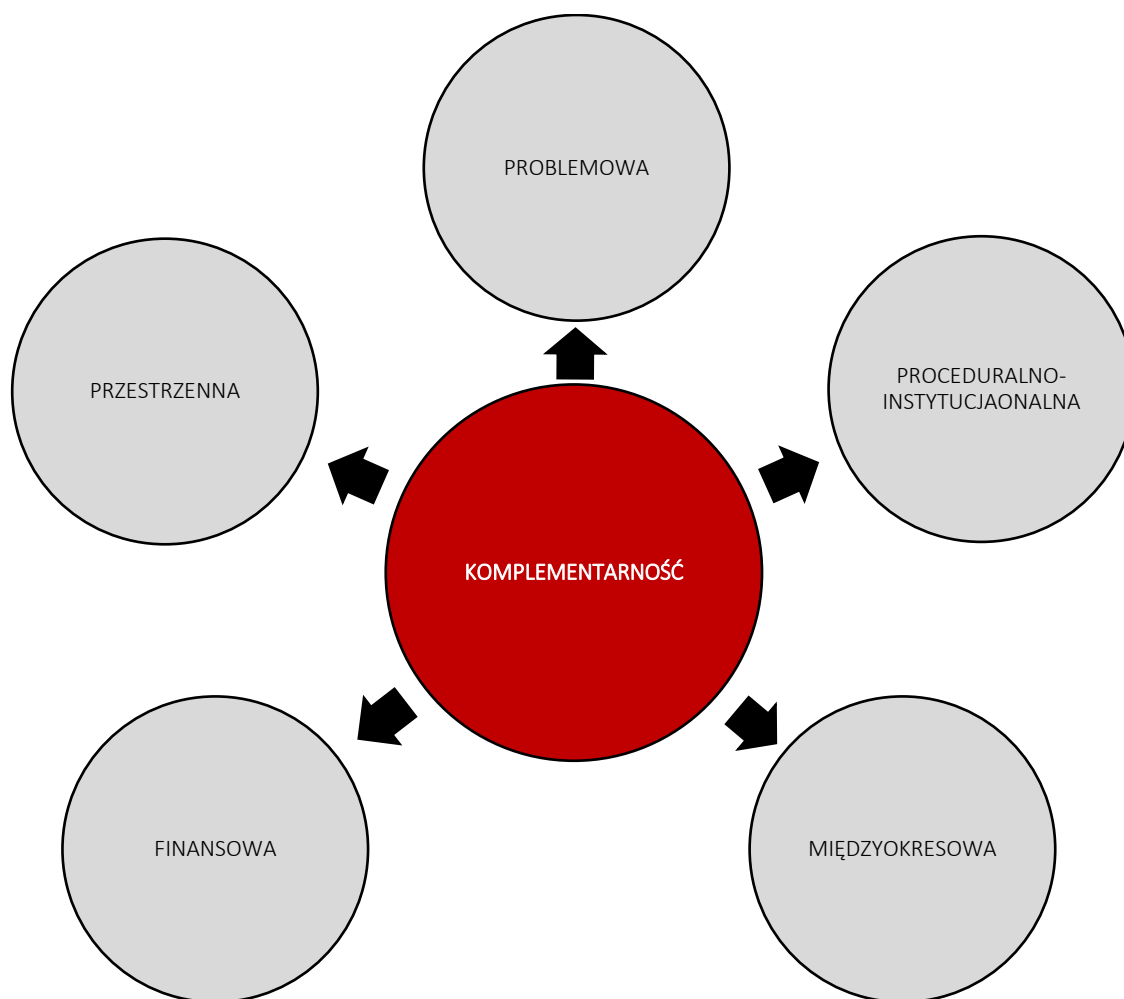 PROBLEMOWA
PRZESTRZENNA
PROCEDURALNO-
INSTYTUCJAONALNA
KOMPLEMENTARNOŚĆ
FINANSOWA
MIĘDZYOKRESOWA